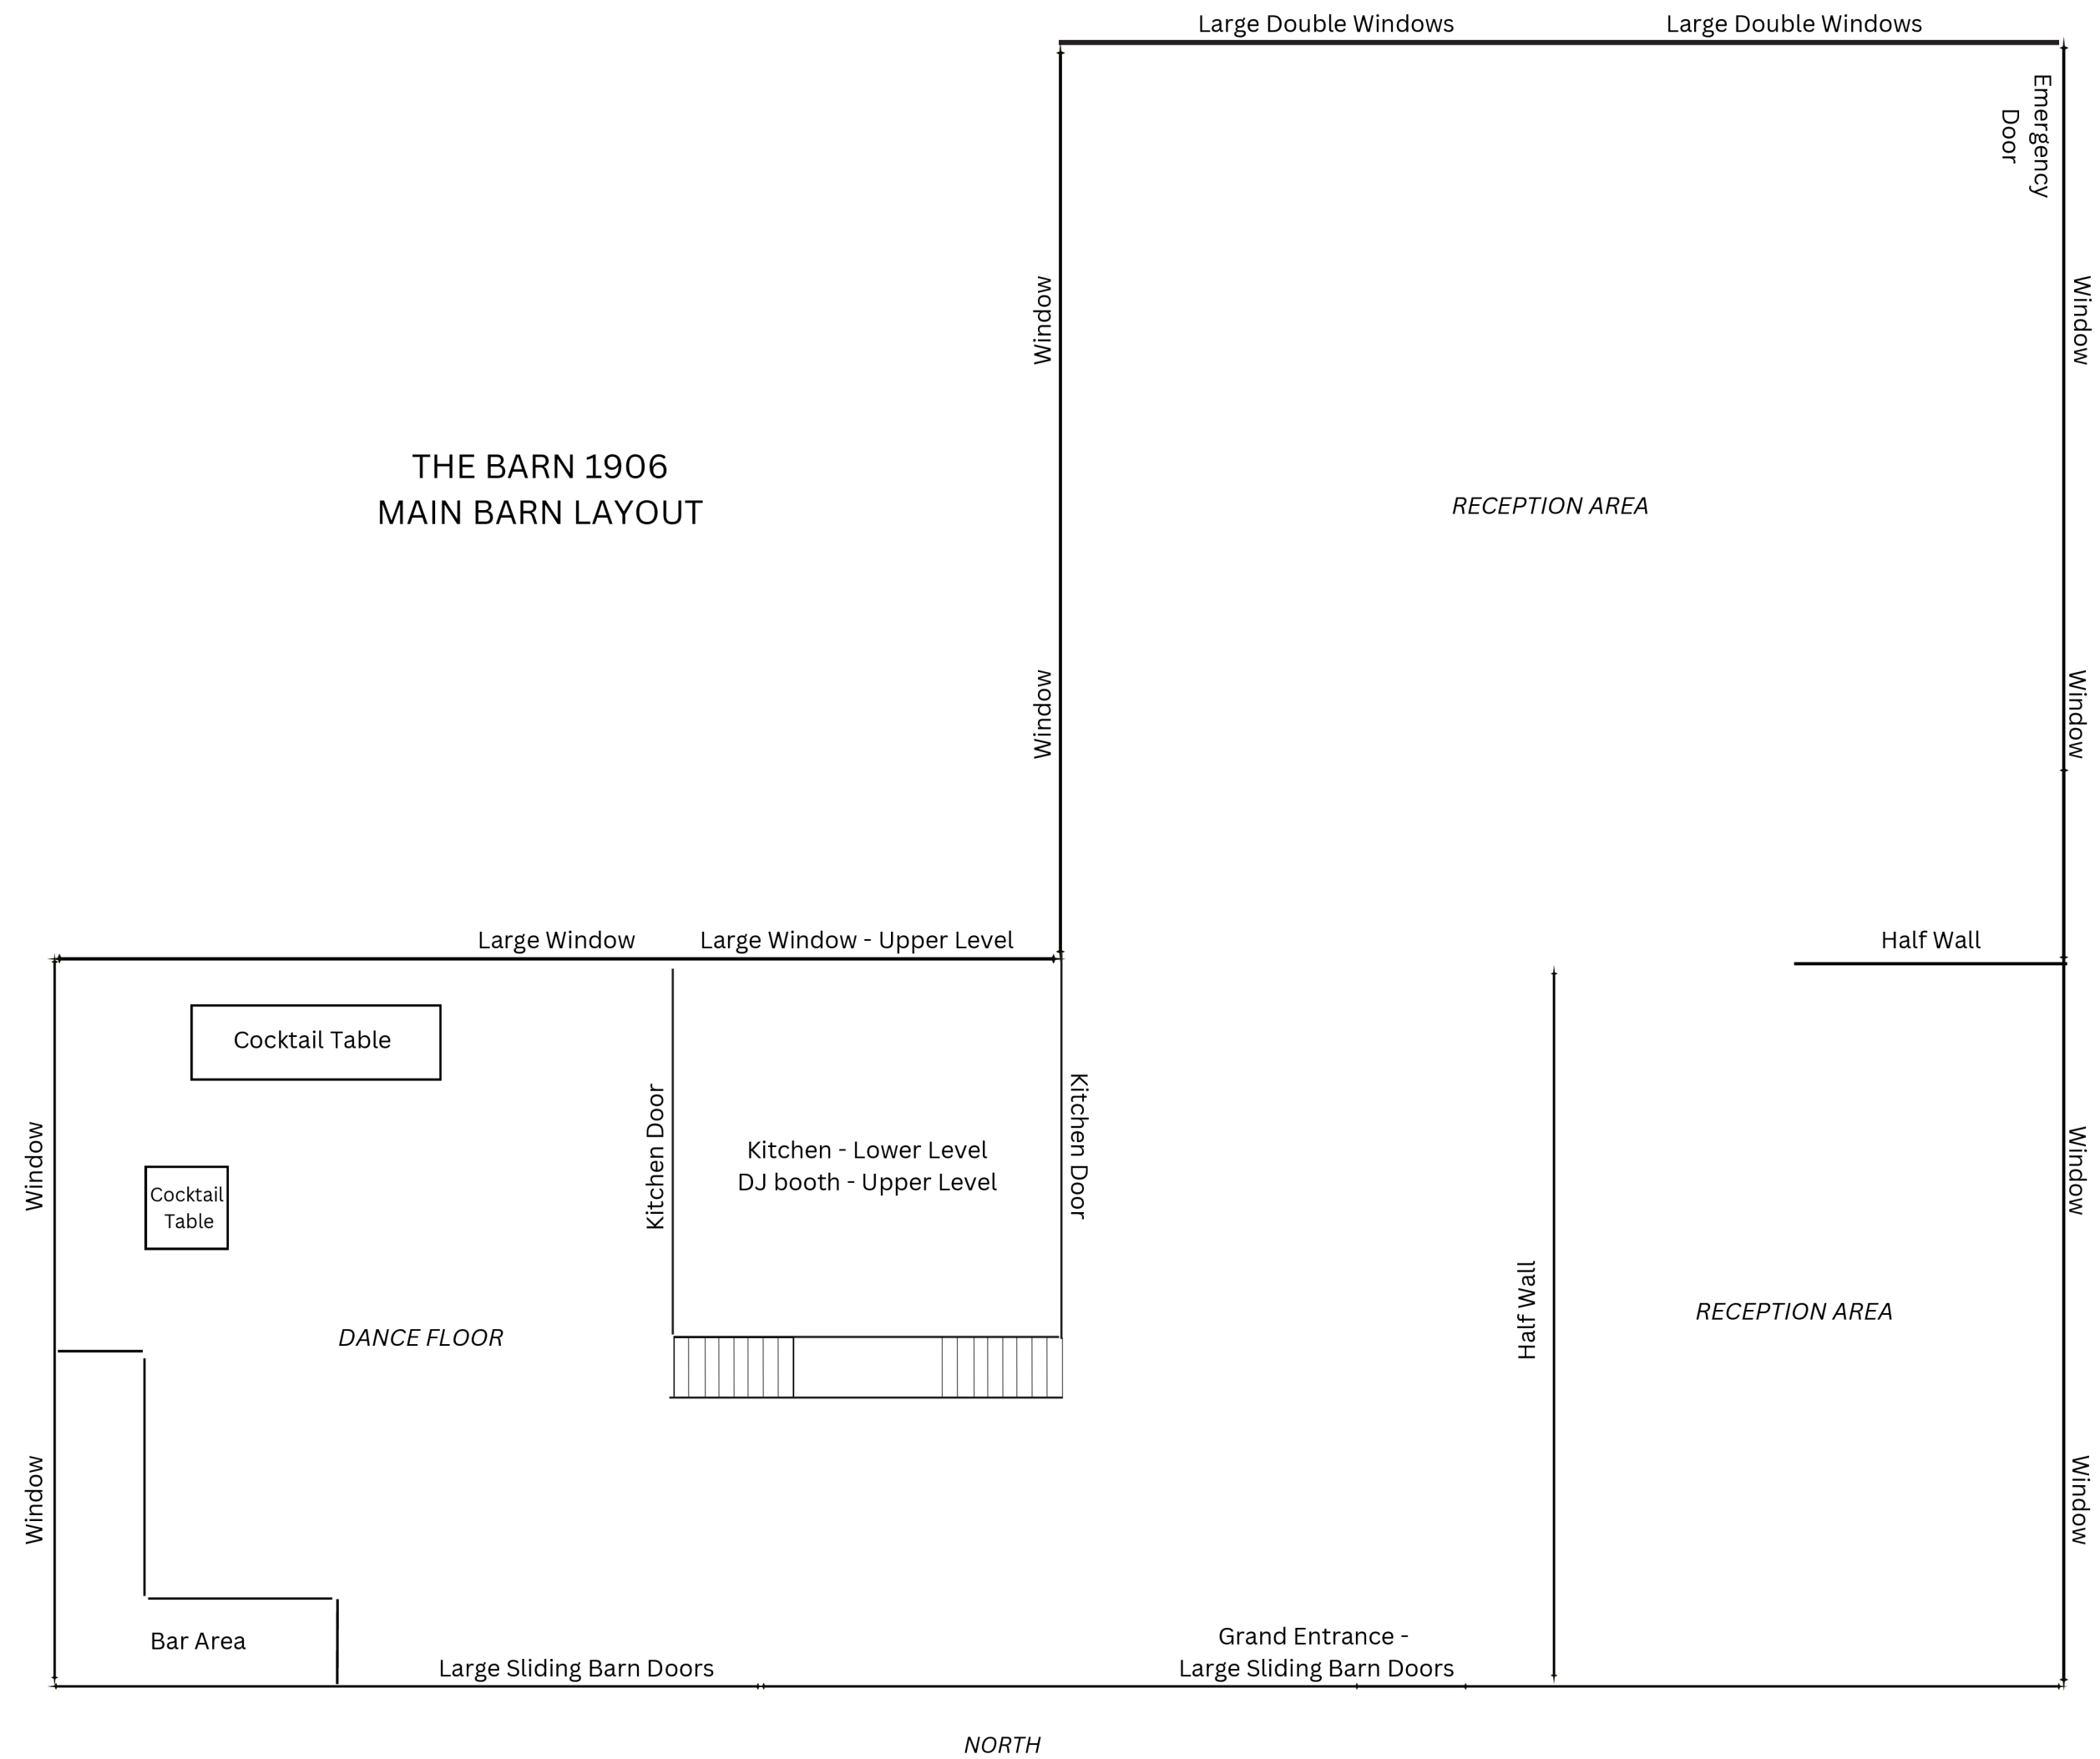 Large Double Windows
Large Double Windows
Emergency
Door
Window
Window
THE BARN 1906
MAIN BARN LAYOUT
RECEPTION AREA
Window
Window
Large Window
Large Window - Upper Level
Half Wall
Cocktail Table
Kitchen Door
Kitchen - Lower Level
DJ booth - Upper Level
Kitchen Door
Window
Window
Cocktail
Table
Half Wall
RECEPTION AREA
DANCE FLOOR
Window
Window
Bar Area
Large Sliding Barn Doors
Grand Entrance -
Large Sliding Barn Doors
NORTH